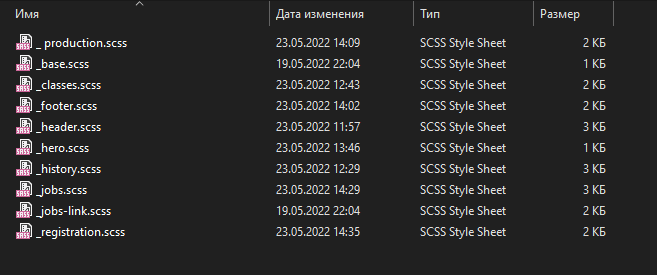 Имя Дата изменения Тип Размер
_ production.scss 23.05.2022 14:09 SCSS Style Sheet 2 КБ
_base.scss 19.05.2022 22:04 SCSS Style Sheet 1 КБ
_classes.scss 23.05.2022 12:43 SCSS Style Sheet 2 КБ
_footer.scss 23.05.2022 14:02 SCSS Style Sheet 2 КБ
_header.scss 23.05.2022 11:57 SCSS Style Sheet 3 КБ
_hero.scss 23.05.2022 13:46 SCSS Style Sheet 1 КБ
_history.scss 23.05.2022 12:29 SCSS Style Sheet 3 КБ
_jobs.scss 23.05.2022 14:29 SCSS Style Sheet 3 КБ
_jobs-link.scss 19.05.2022 22:04 SCSS Style Sheet 2 КБ
_registration.scss 23.05.2022 14:35 SCSS Style Sheet 2 КБ